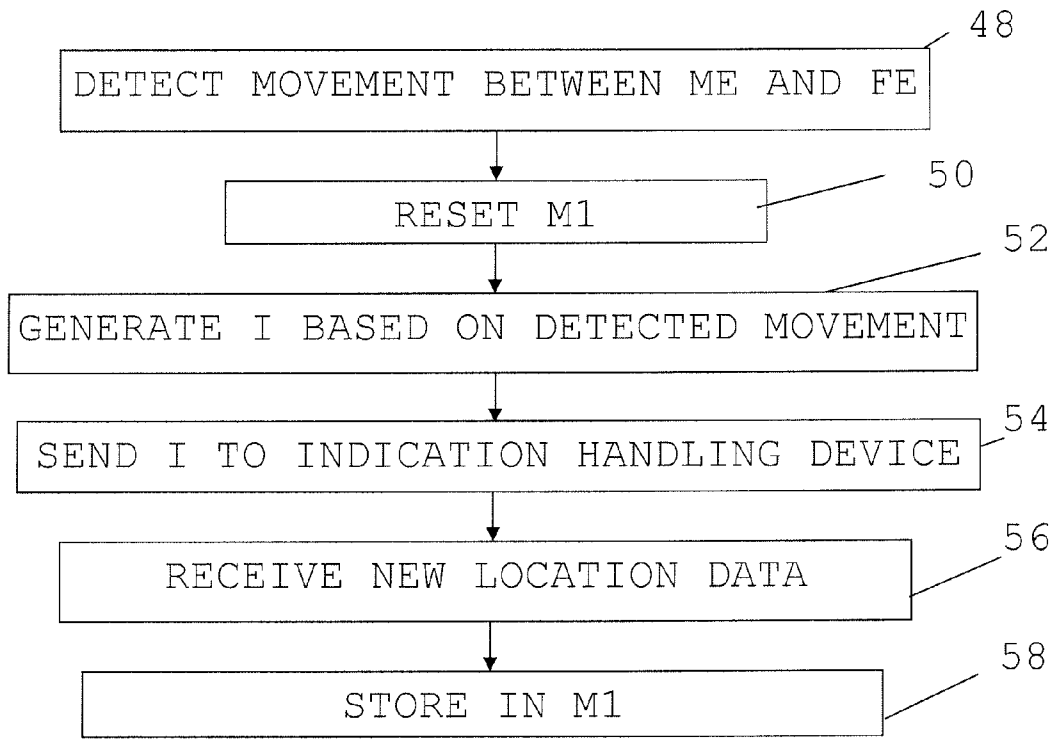 48
DETECT MOVEMENT BETWEEN ME AND FE
50
RESET M1
52
GENERATE I BASED ON DETECTED MOVEMENT
54
SEND I TO INDICATION HANDLING DEVICE
56
RECEIVE NEW LOCATION DATA
58
STORE IN M1